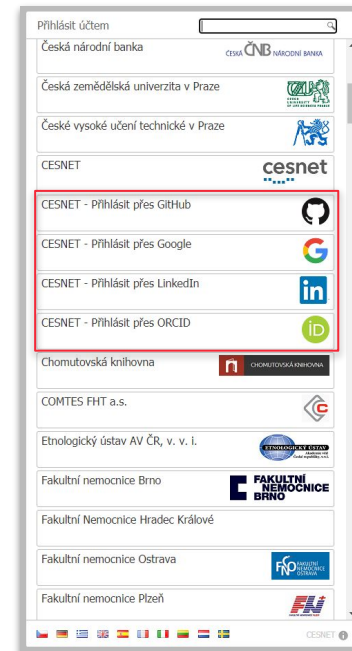 Přihlásit účtem
Česká národní banka
ČESKÁ ČNB NÁRODNÍ BANKA
Česká zemědělská univerzita v Praze
České vysoké učení technické v Praze
CESNET
cesnet
CESNET - Přihlásit přes GitHub
CESNET - Přihlásit přes Google
G
CESNET - Přihlásit přes LinkedIn
in
CESNET - Přihlásit přes ORCID
iD
Chomutovská knihovna
CHOMUTOVSKÁ KNIHOVNA
COMTES FHT a.s.
Etnologický ústav AV ČR, v. v. i.
ETNOLOGICKÝ ÚSTAV
Fakultní nemocnice Brno
FAKULTNÍ
NEMOCNICE
BRNO
Fakultní Nemocnice Hradec Králové
Fakultní nemocnice Ostrava
FNO FAKULTNÍ
NEMOCNICE
OSTRAVA
Fakultní nemocnice Plzeň
CESNET